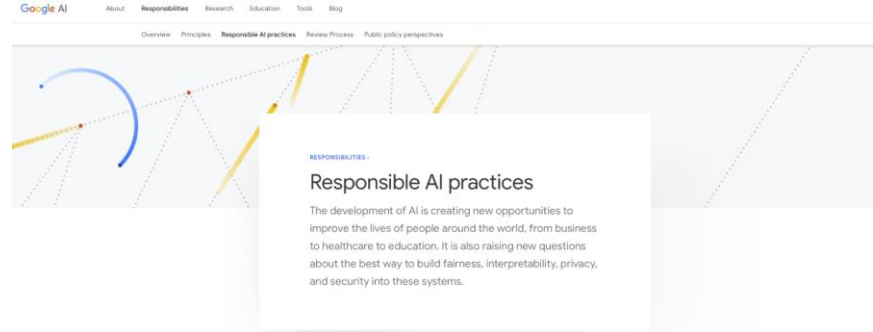 Google AI About Responsibilities Research Education Tools Blog
Overview Principles Responsible AI practices Review Process Public policy perspectives
RESPONSIBILITIES ›
Responsible AI practices
The development of AI is creating new opportunities to
improve the lives of people around the world, from business
to healthcare to education. It is also raising new questions
about the best way to build fairness, interpretability, privacy,
and security into these systems.